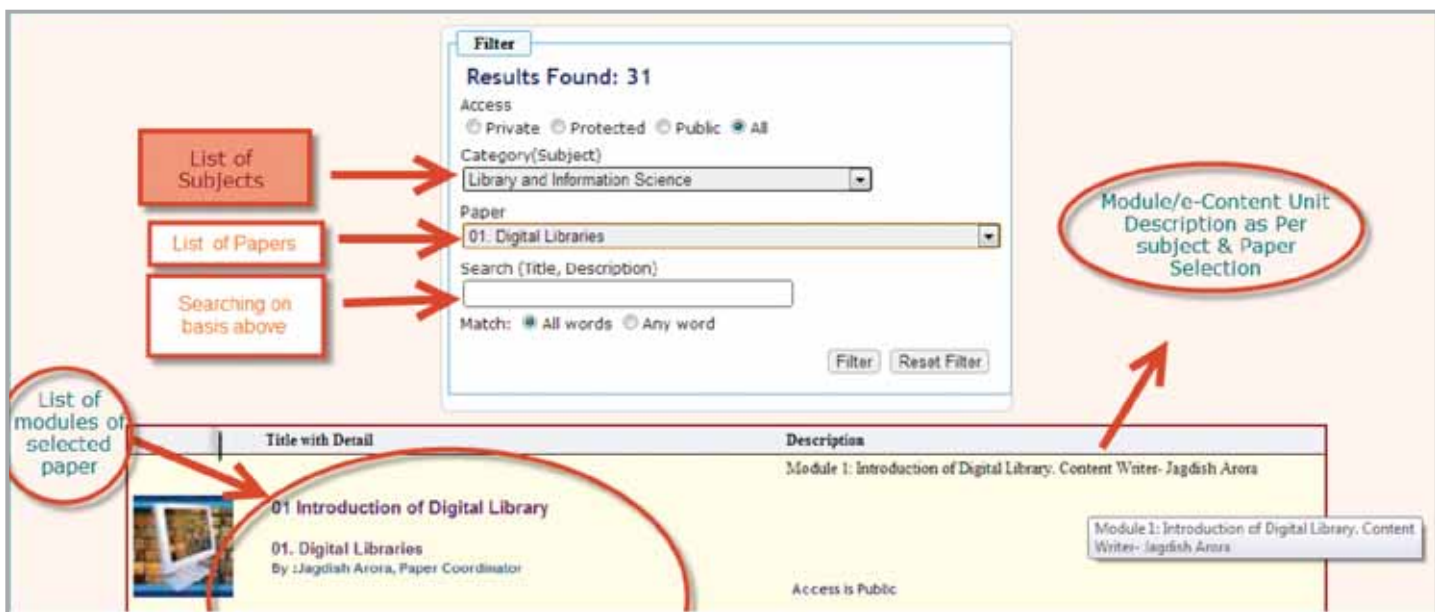 Filter
Results Found: 31
Access
Private Protected Public All
Category(Subject)
Library and Information Science
Paper
01. Digital Libraries
Search (Title, Description)
Match: All words Any word
Filter Reset Filter
List of
Subjects
List of Papers
Searching on
basis above
Module/e-Content Unit
Description as Per
subject & Paper
Selection
List of
modules of
selected
paper
Title with Detail Description
Module 1: Introduction of Digital Library. Content Writer- Jagdish Arora
01 Introduction of Digital Library
01. Digital Libraries
By :Jagdish Arora, Paper Coordinator
Module 1: Introduction of Digital Library. Content
Writer- Jagdish Arora
Access is Public